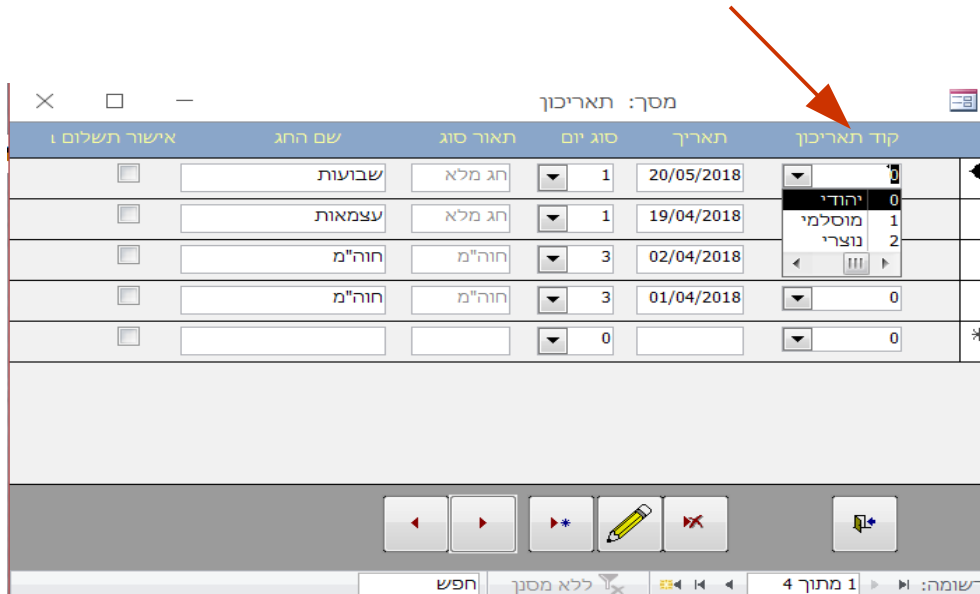 מסך: תאריכון
קוד תאריכון תאריך סוג יום תאור סוג שם החג אישור תשלום
0 20/05/2018 1 חג מלא שבועות
0 יהודי
1 מוסלמי
2 נוצרי
19/04/2018 1 חג מלא עצמאות
02/04/2018 3 חוה"מ חוה"מ
0 01/04/2018 3 חוה"מ חוה"מ
0 0
רשומה: 1 מתוך 4 ללא מסנן חפש